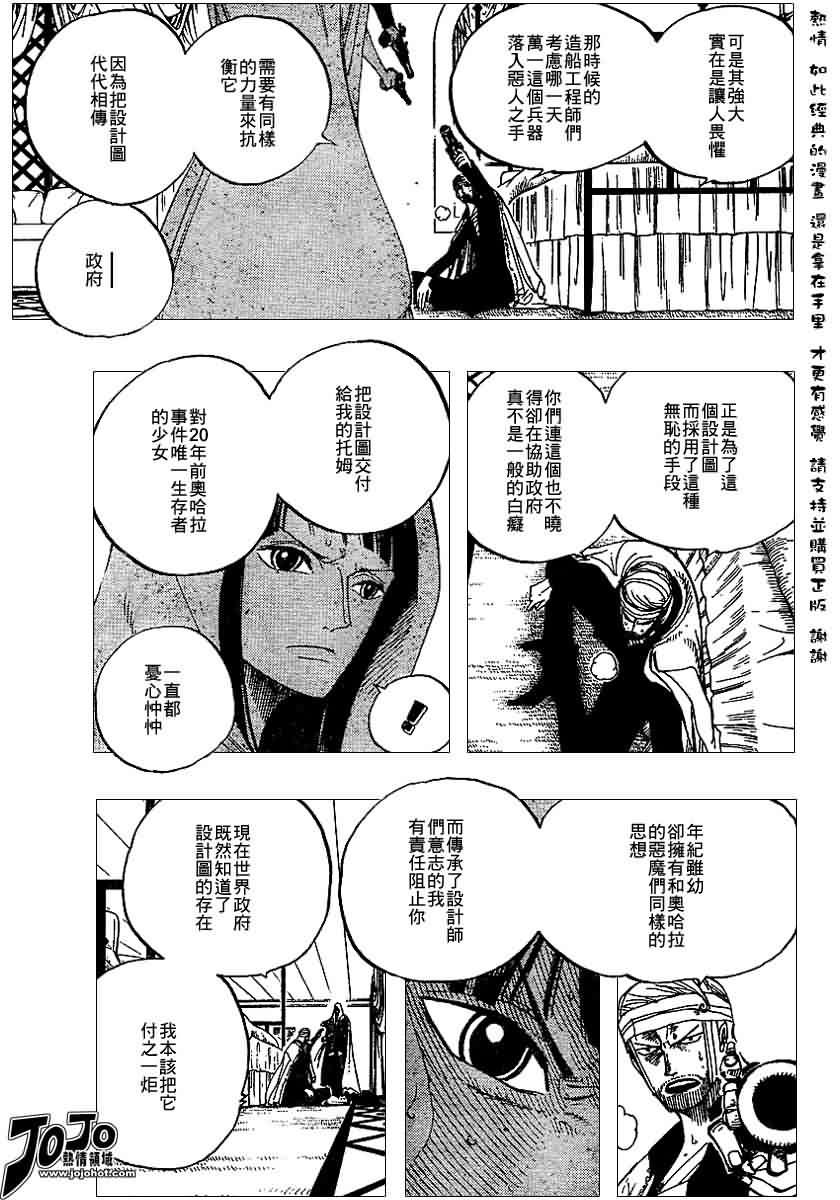 可是其強大
實在是讓人畏懼
那時候的
造船工程師們
考慮哪一天
萬一這個兵器
落入惡人之手
需要有同樣
的力量來抗
衡它
因為把設計圖
代代相傳
政府——
正是為了這
個設計圖
而採用了這種
無恥的手段
你們連這個也不曉
得卻在協助政府
真不是一般的白癡
把設計圖交付
給我的托姆
對20年前奧哈拉
事件唯一生存者
的少女
一直都
憂心忡忡
!
年紀雖幼
卻擁有和奧哈拉
的惡魔們同樣的
思想
而傳承了設計師
們意志的我
有責任阻止你
現在世界政府
既然知道了
設計圖的存在
我本該把它
付之一炬
熱情 如此經典的漫畫 還是拿在手里 才更有感覺 請支持並購買正版 謝謝
JOJO
熱情領域
www.jojohot.com